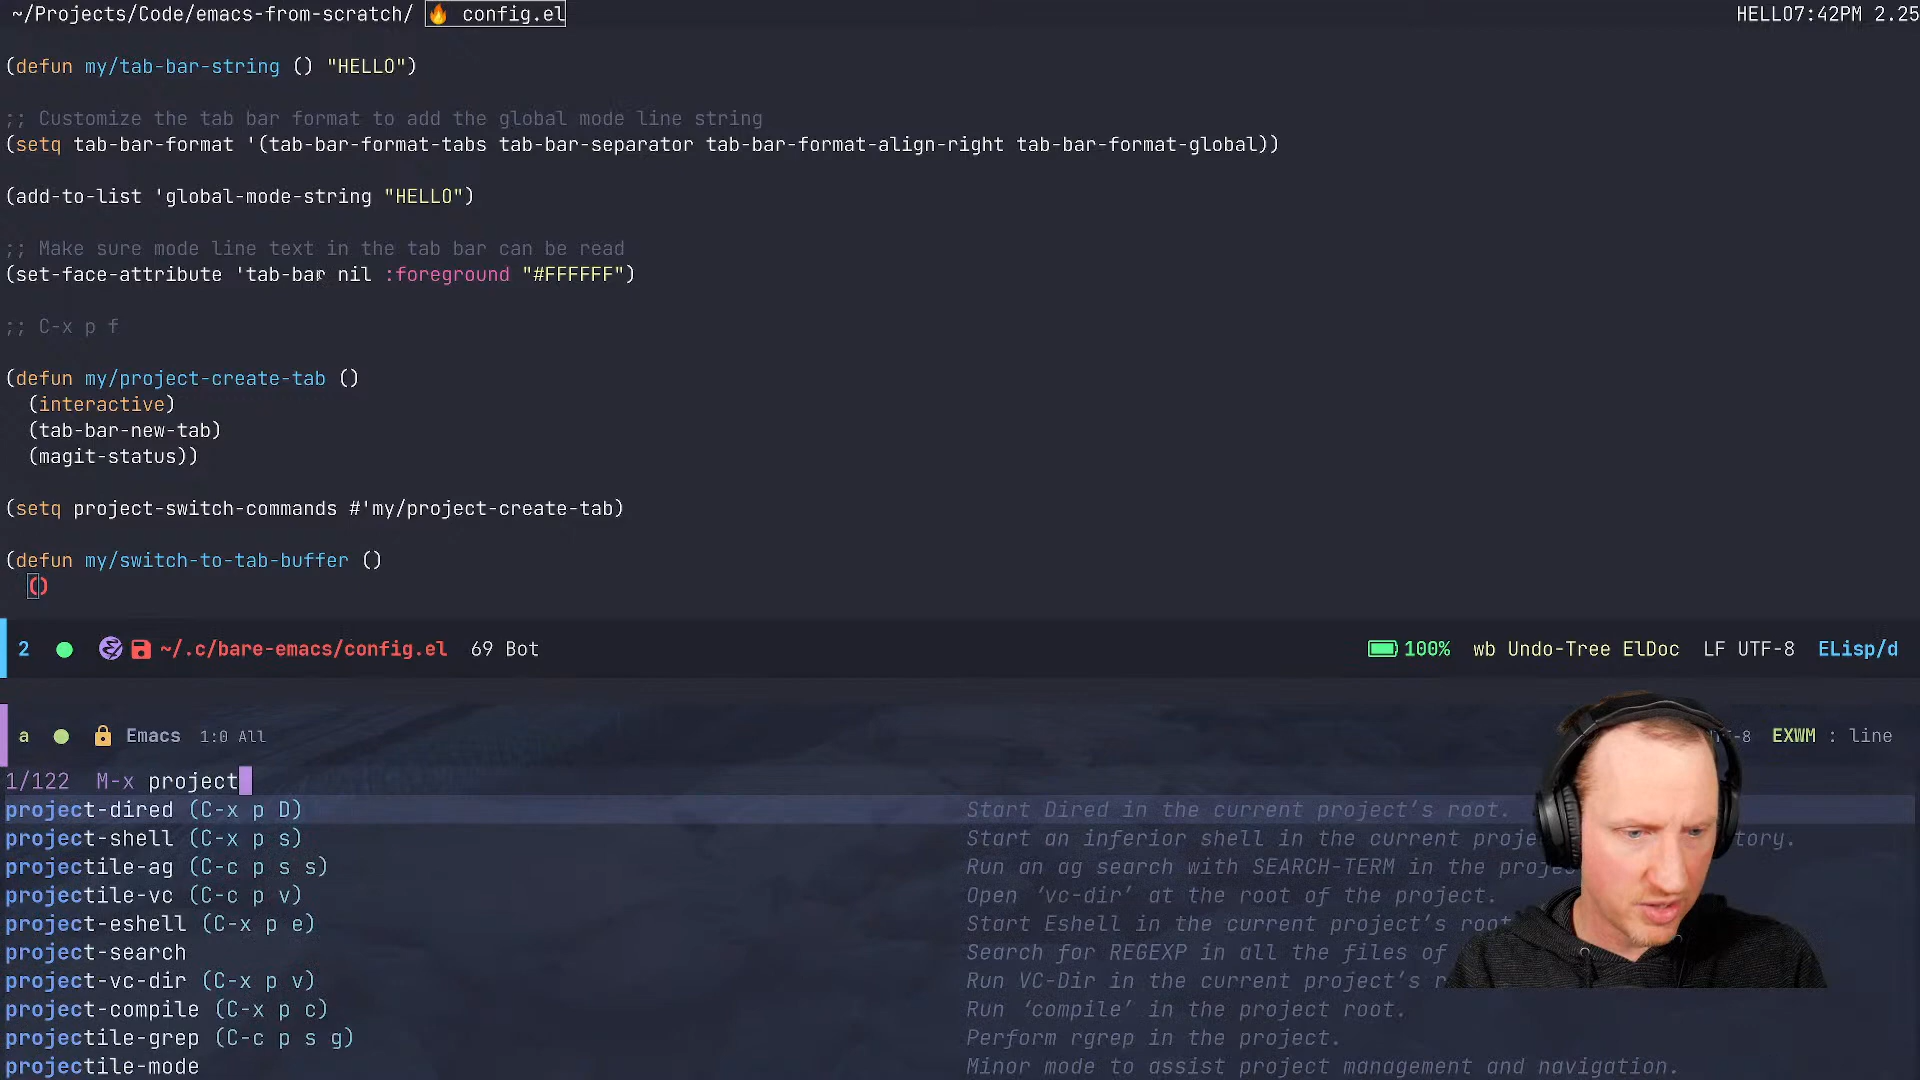 ~/Projects/Code/emacs-from-scratch/ 🔥 config.el HELLO7:42PM 2.25
(defun my/tab-bar-string () "HELLO")
;; Customize the tab bar format to add the global mode line string
(setq tab-bar-format '(tab-bar-format-tabs tab-bar-separator tab-bar-format-align-right tab-bar-format-global))
(add-to-list 'global-mode-string "HELLO")
;; Make sure mode line text in the tab bar can be read
(set-face-attribute 'tab-bar nil :foreground "#FFFFFF")
;; C-x p f
(defun my/project-create-tab ()
(interactive)
(tab-bar-new-tab)
(magit-status))
(setq project-switch-commands #'my/project-create-tab)
(defun my/switch-to-tab-buffer ()
()
2 ~/.c/bare-emacs/config.el 69 Bot 100% wb Undo-Tree ElDoc LF UTF-8 ELisp/d
a Emacs 1:0 All EXWM : line
1/122 M-x project
project-dired (C-x p D) Start Dired in the current project's root.
project-shell (C-x p s) Start an inferior shell in the current
projectile-ag (C-c p s s) Run an ag search with SEARCH-TERM in the
projectile-vc (C-c p v) Open ‘vc-dir’ at the root of the project.
project-eshell (C-x p e) Start Eshell in the current project's
project-search Search for REGEXP in all the files of
project-vc-dir (C-x p v) Run VC-Dir in the current project's
project-compile (C-x p c) Run ‘compile’ in the project root.
projectile-grep (C-c p s g) Perform rgrep in the project.
projectile-mode Minor mode to assist project management and navigation.